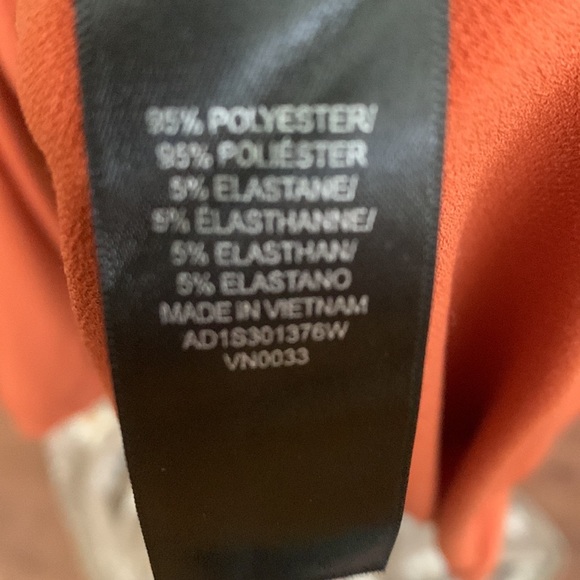 95% POLYESTER/
95% POLIÉSTER
5% ELASTANE/
5% ÉLASTHANNE/
5% ELASTHAN/
5% ELASTANO
MADE IN VIETNAM
AD1S301376W
VN0033